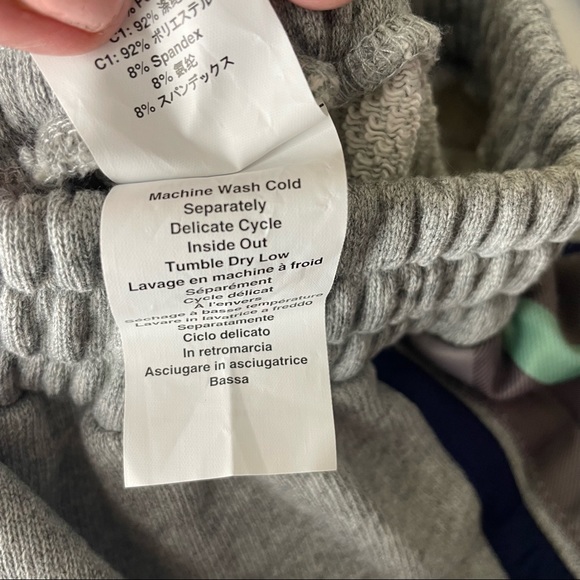 C1: 92%
C1: 92% ポリエステル
8% Spandex
8% 氨纶
8% スパンデックス
Machine Wash Cold
Separately
Delicate Cycle
Inside Out
Tumble Dry Low
Lavage en machine à froid
Séparément
Cycle délicat
A l'envers
Séchage à basse température
Lavare in lavatrice a freddo
Separatamente
Ciclo delicato
In retromarcia
Asciugare in asciugatrice
Bassa